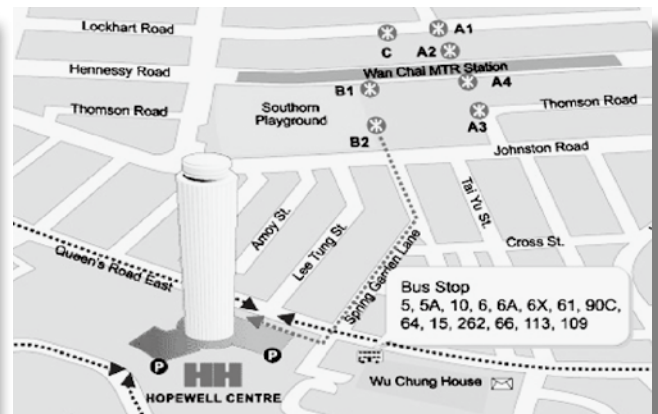 Lockhart Road
A1
C
A2
Hennessy Road
Wan Chai MTR Station
A4
B1
Thomson Road
Southorn
Playground
Thomson Road
B2
A3
Johnston Road
Amoy St.
Lee Tung St.
Tai Yu St.
Cross St.
Queen's Road East
Spring Garden Lane
Bus Stop
5, 5A, 10, 6, 6A, 6X, 61, 90C,
64, 15, 262, 66, 113, 109
P
P
Wu Chung House
HH
HOPEWELL CENTRE